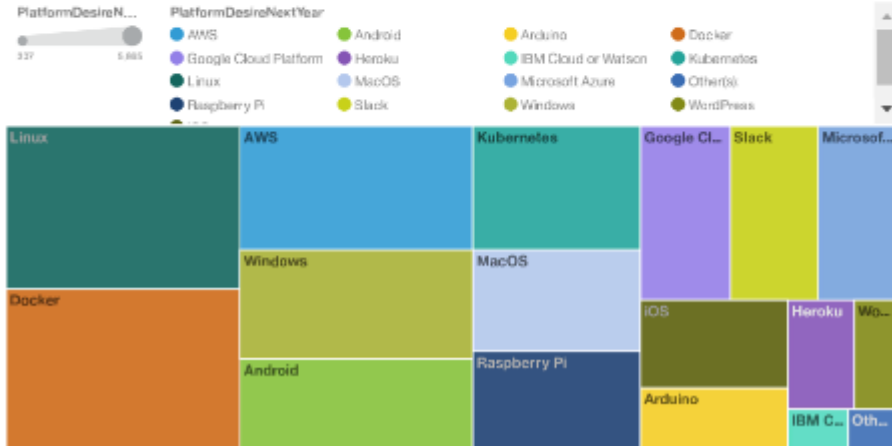 PlatformDesireN... PlatformDesireNextYear
337 5,665
AWS Android Arduino Docker
Google Cloud Platform Heroku IBM Cloud or Watson Kubernetes
Linux MacOS Microsoft Azure Other(s)
Raspberry Pi Slack Windows WordPress
Linux AWS Kubernetes Google Cl... Slack Microsof...
Windows MacOS
Docker iOS Heroku Wo...
Android Raspberry Pi
Arduino
IBM C... Oth...